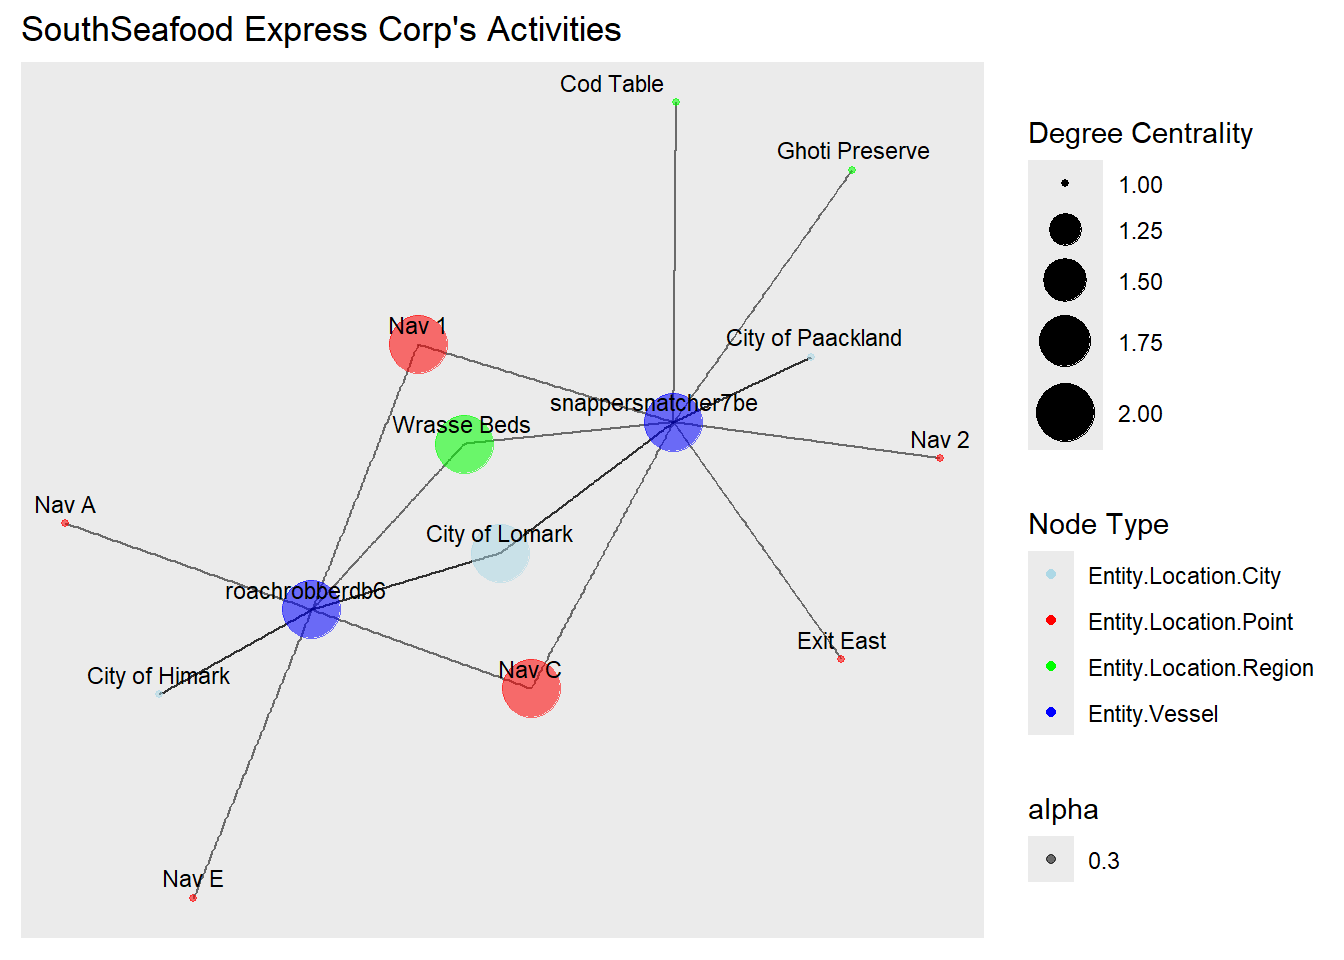 SouthSeafood Express Corp's Activities
Cod Table
Ghoti Preserve
Nav 1
City of Paackland
snappersnatcher7be
Wrasse Beds
Nav 2
Nav A
City of Lomark
roachrobberdb6
Exit East
Nav C
City of Himark
Nav E
Degree Centrality
1.00
1.25
1.50
1.75
2.00
Node Type
Entity.Location.City
Entity.Location.Point
Entity.Location.Region
Entity.Vessel
alpha
0.3